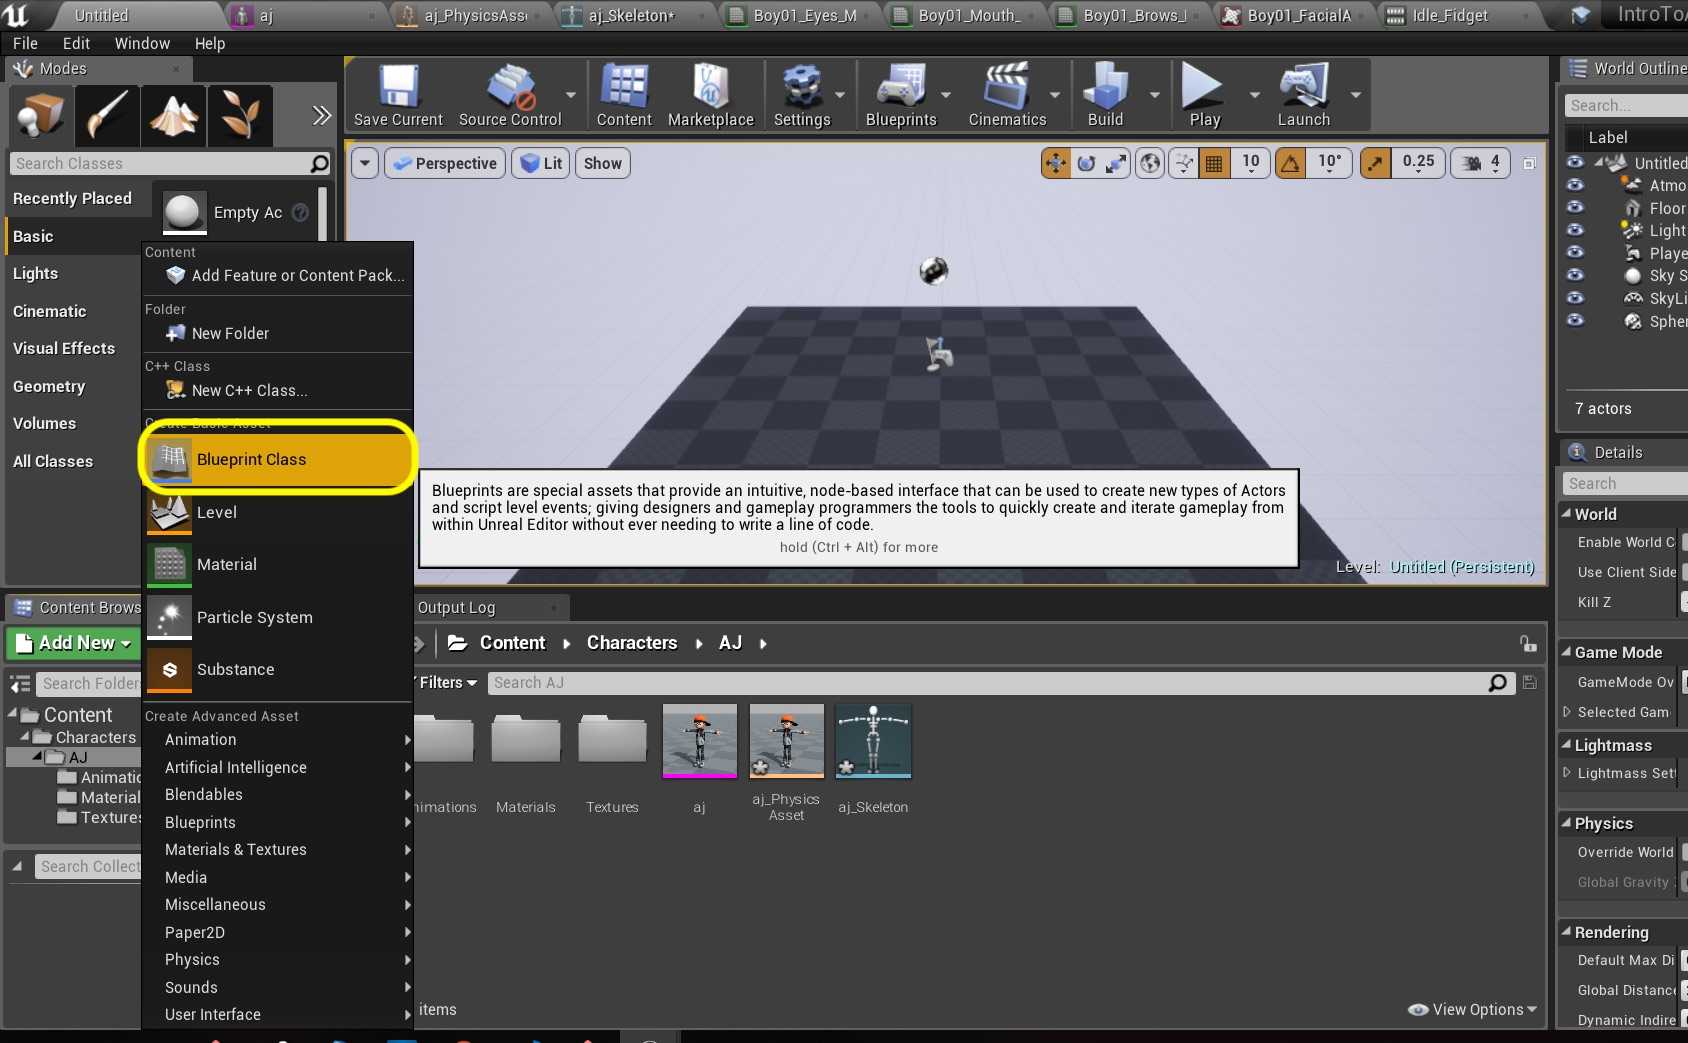 Untitled
aj
aj_PhysicsAss
aj_Skeleton*
Boy01_Eyes_M
Boy01_Mouth_
Boy01_Brows_
Boy01_FacialA
Idle_Fidget
IntroToA
File Edit Window Help
Modes
Search Classes
Recently Placed
Basic
Lights
Cinematic
Visual Effects
Geometry
Volumes
All Classes
Empty Ac
Save Current
Source Control
Content
Marketplace
Settings
Blueprints
Cinematics
Build
Play
Launch
Perspective
Lit
Show
10
10°
0.25
4
Content
Add Feature or Content Pack...
Folder
New Folder
C++ Class
New C++ Class...
Create Basic Asset
Blueprint Class
Level
Material
Particle System
Substance
Create Advanced Asset
Animation
Artificial Intelligence
Blendables
Blueprints
Materials & Textures
Media
Miscellaneous
Paper2D
Physics
Sounds
User Interface
Blueprints are special assets that provide an intuitive, node-based interface that can be used to create new types of Actors
and script level events; giving designers and gameplay programmers the tools to quickly create and iterate gameplay from
within Unreal Editor without ever needing to write a line of code.
hold (Ctrl + Alt) for more
Level: Untitled (Persistent)
Content Brows
Output Log
Add New
Content
Characters
AJ
Search Folder
Filters
Search AJ
Content
Characters
AJ
Animatio
Material
Textures
Search Collect
nimations
Materials
Textures
aj
aj_Physics
Asset
aj_Skeleton
items
View Options
World Outline
Search...
Label
Untitled
Atmo
Floor
Light
Playe
Sky S
SkyLi
Spher
7 actors
Details
Search
World
Enable World C
Use Client Side
Kill Z
Game Mode
GameMode Ov
Selected Gam
Lightmass
Lightmass Set
Physics
Override World
Global Gravity
Rendering
Default Max Di
Global Distance
Dynamic Indire